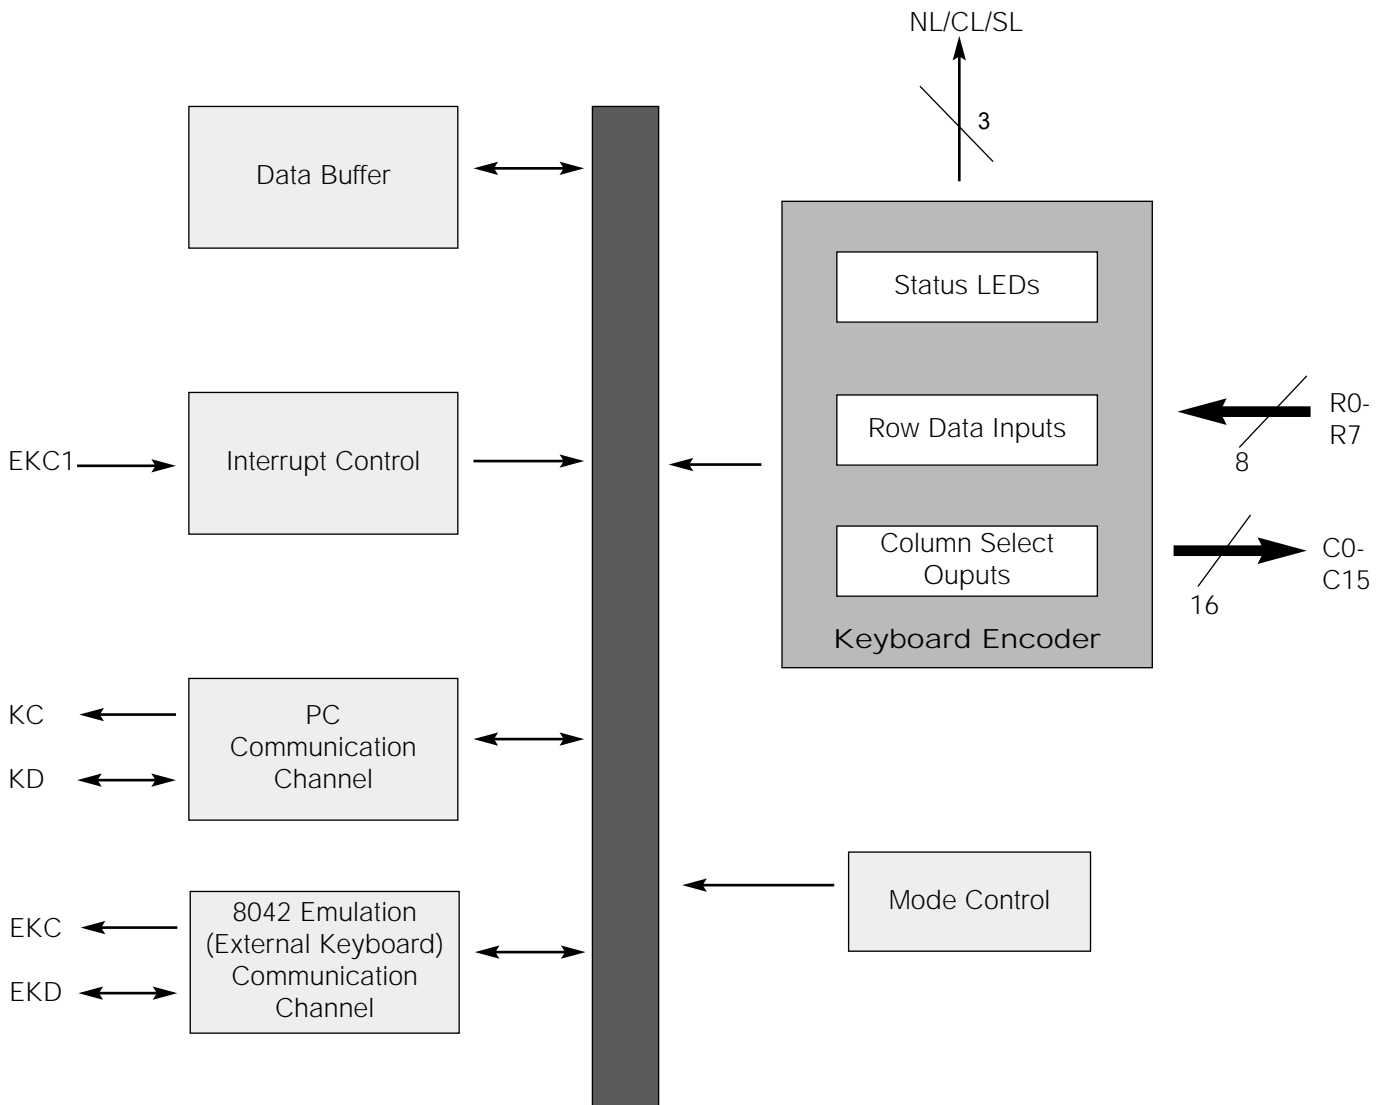 NL/CL/SL
3
Data Buffer
Status LEDs
Row Data Inputs
R0-
R7
8
EKC1
Interrupt Control
Column Select
Ouputs
C0-
C15
16
Keyboard Encoder
KC
KD
PC
Communication
Channel
Mode Control
EKC
EKD
8042 Emulation
(External Keyboard)
Communication
Channel